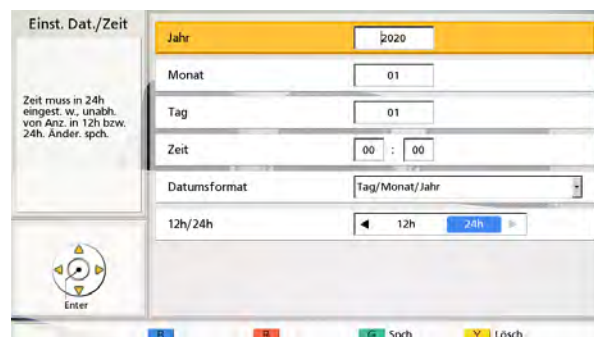 Einst. Dat./Zeit
Zeit muss in 24h
eingest. w., unabh.
von Anz. in 12h bzw.
24h. Änder. spch.
Enter
Jahr 2020
Monat 01
Tag 01
Zeit 00 : 00
Datumsformat Tag/Monat/Jahr
12h/24h 12h 24h
B R G Spch. Y Lösch.